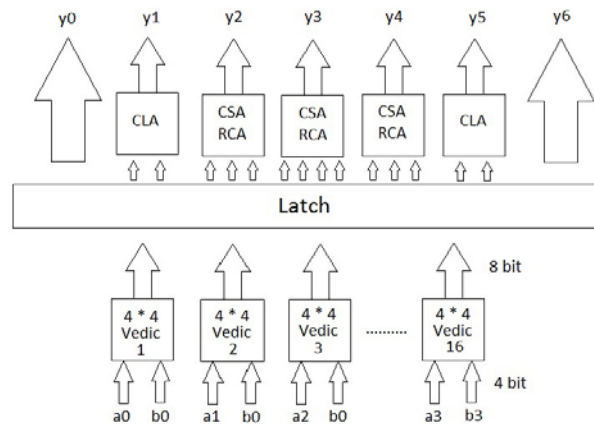 y0 y1 y2 y3 y4 y5 y6
CLA
CSA
RCA
CSA
RCA
CSA
RCA
CLA
Latch
8 bit
4 * 4
Vedic
1
4 * 4
Vedic
2
4 * 4
Vedic
3
..........
4 * 4
Vedic
16
4 bit
a0 b0 a1 b0 a2 b0 a3 b3